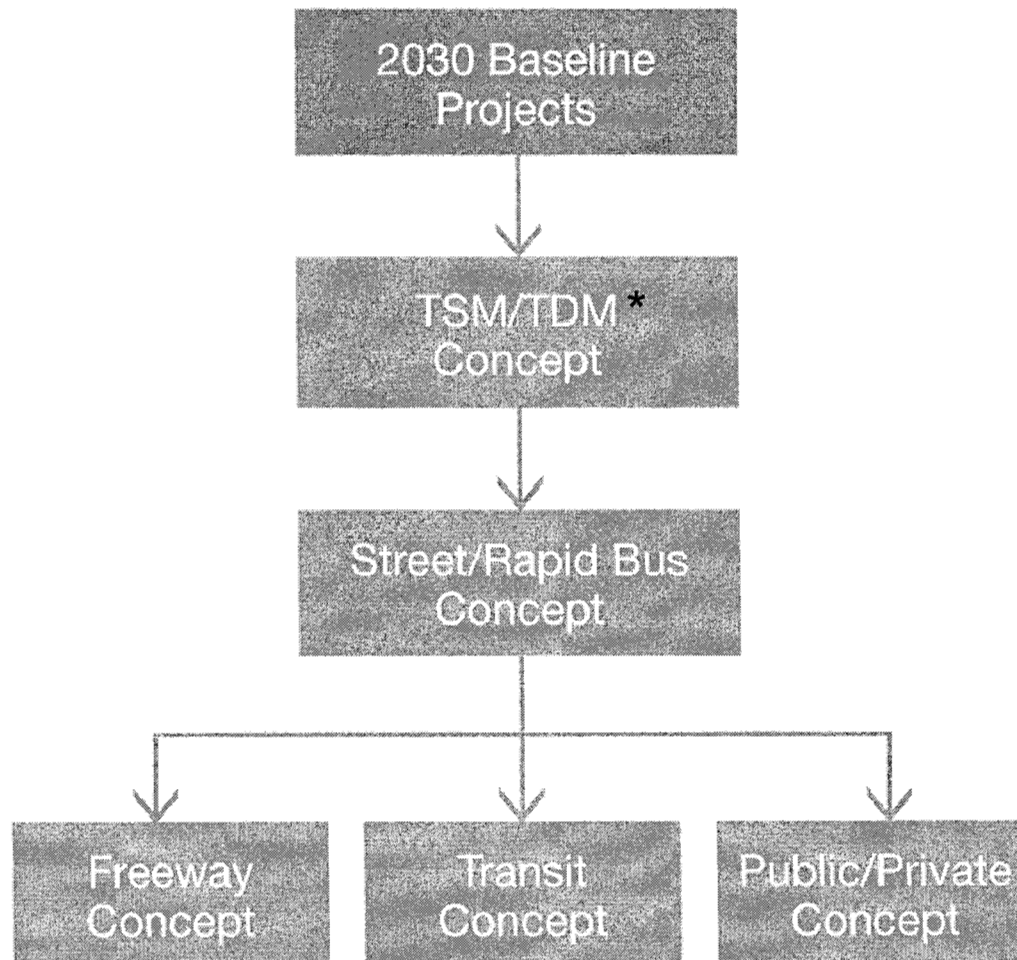 2030 Baseline
Projects
TSM/TDM *
Concept
Street/Rapid Bus
Concept
Freeway
Concept
Transit
Concept
Public/Private
Concept